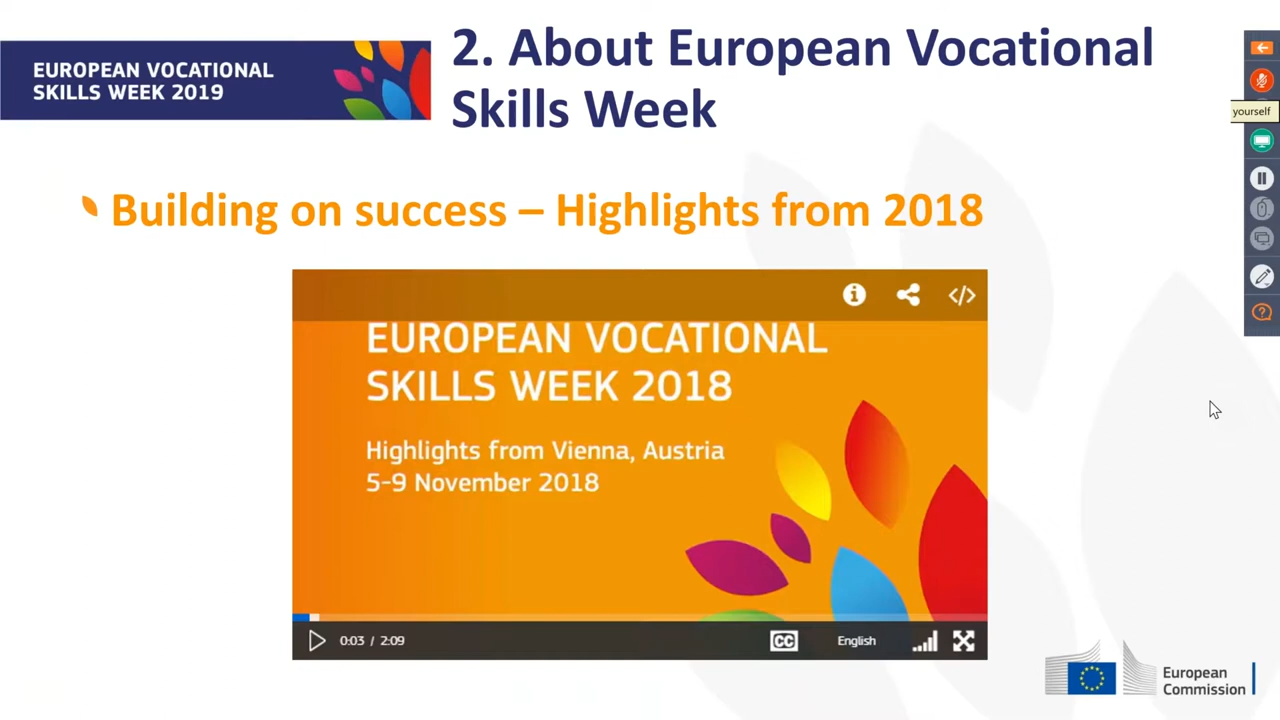 EUROPEAN VOCATIONAL
SKILLS WEEK 2019
2. About European Vocational
Skills Week
yourself
Building on success – Highlights from 2018
EUROPEAN VOCATIONAL
SKILLS WEEK 2018
Highlights from Vienna, Austria
5-9 November 2018
0:03 / 2:09
CC
English
European
Commission